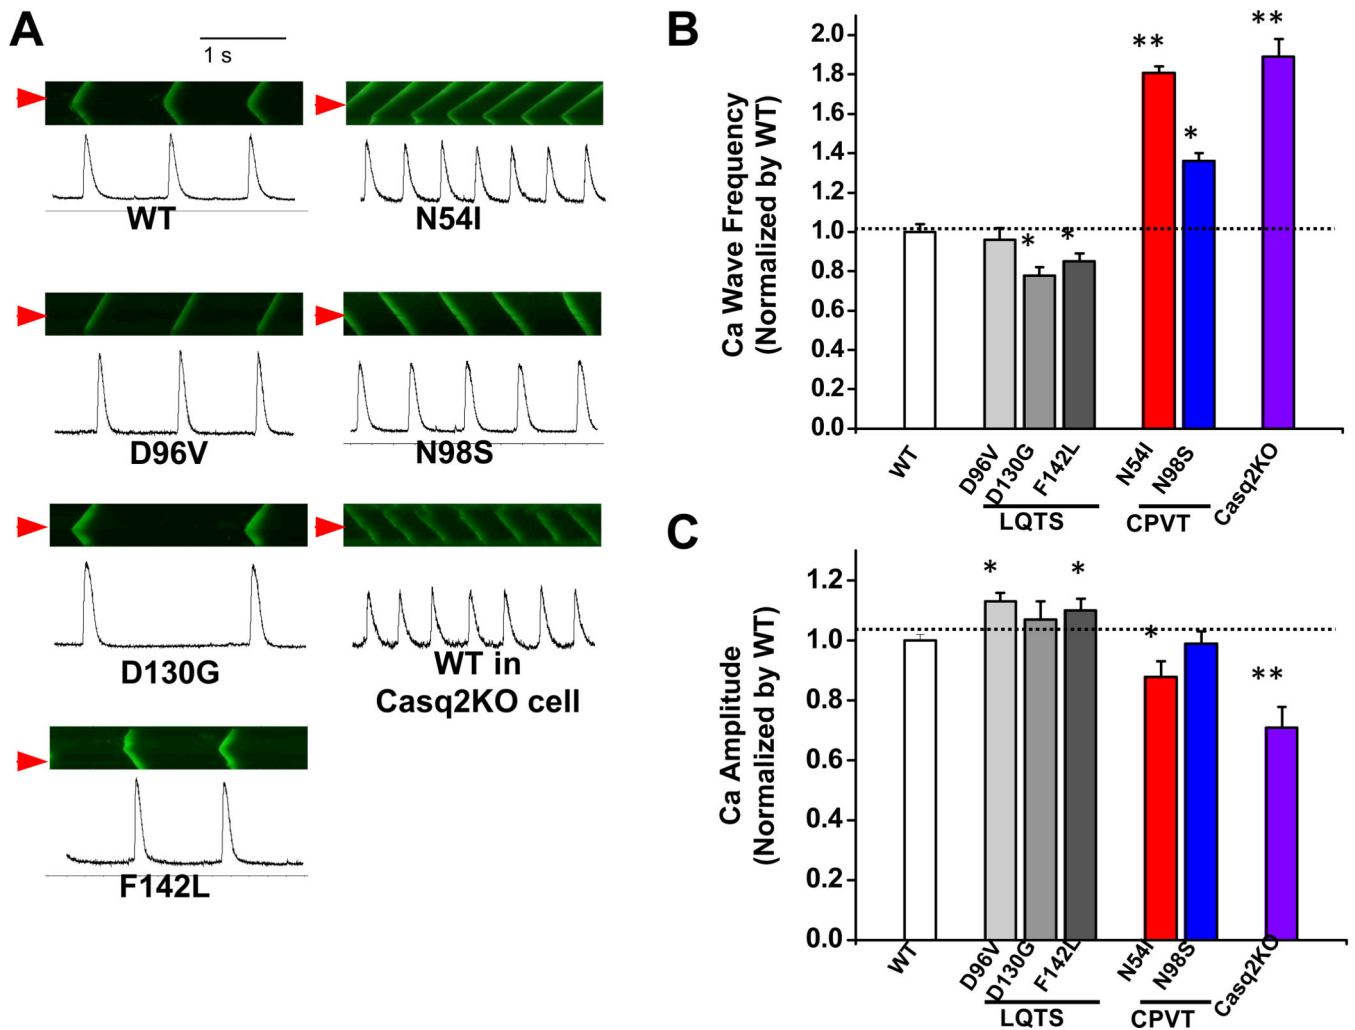 A
1 s
WT
N54I
D96V
N98S
D130G
WT in
Casq2KO cell
F142L
B
Ca Wave Frequency
(Normalized by WT)
2.0
1.8
1.6
1.4
1.2
1.0
0.8
0.6
0.4
0.2
0.0
*
*
**
*
**
WT
D96V
D130G
F142L
N54I
N98S
Casq2KO
LQTS
CPVT
C
Ca Amplitude
(Normalized by WT)
1.2
1.0
0.8
0.6
0.4
0.2
0.0
*
*
*
**
WT
D96V
D130G
F142L
N54I
N98S
Casq2KO
LQTS
CPVT